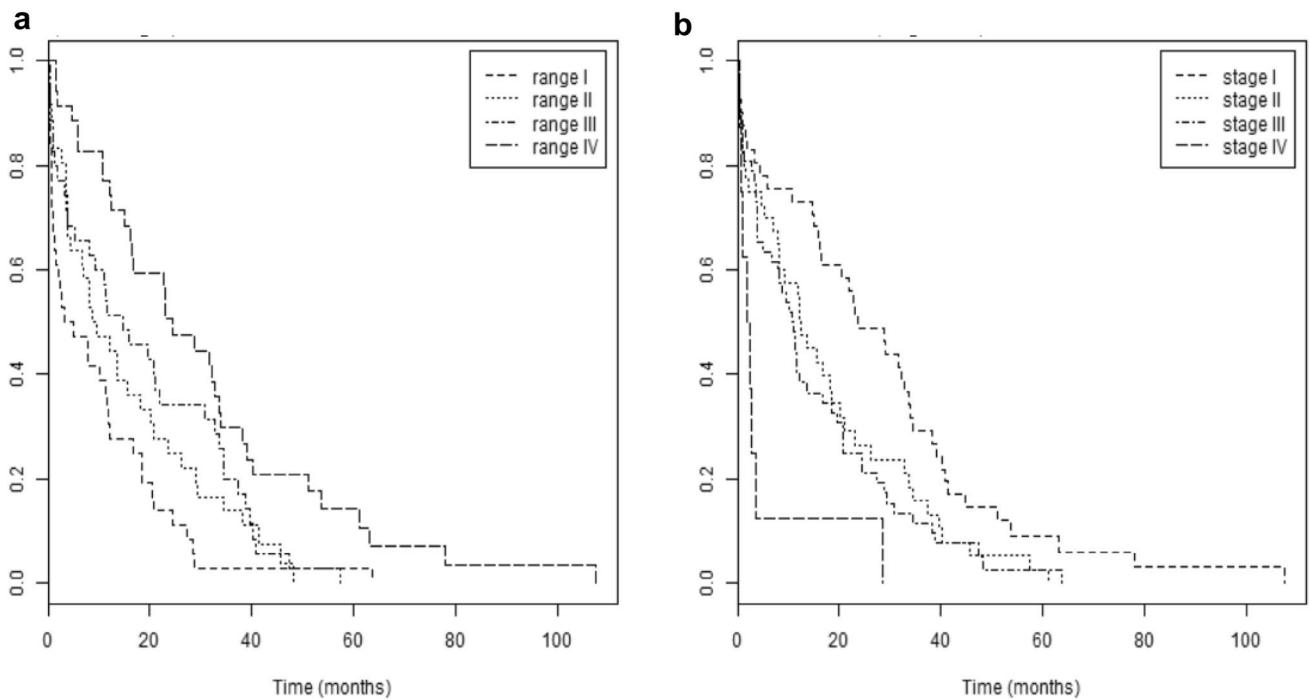 a
range I
range II
range III
range IV
1.0
0.8
0.6
0.4
0.2
0.0
0 20 40 60 80 100
Time (months)
b
stage I
stage II
stage III
stage IV
1.0
0.8
0.6
0.4
0.2
0.0
0 20 40 60 80 100
Time (months)